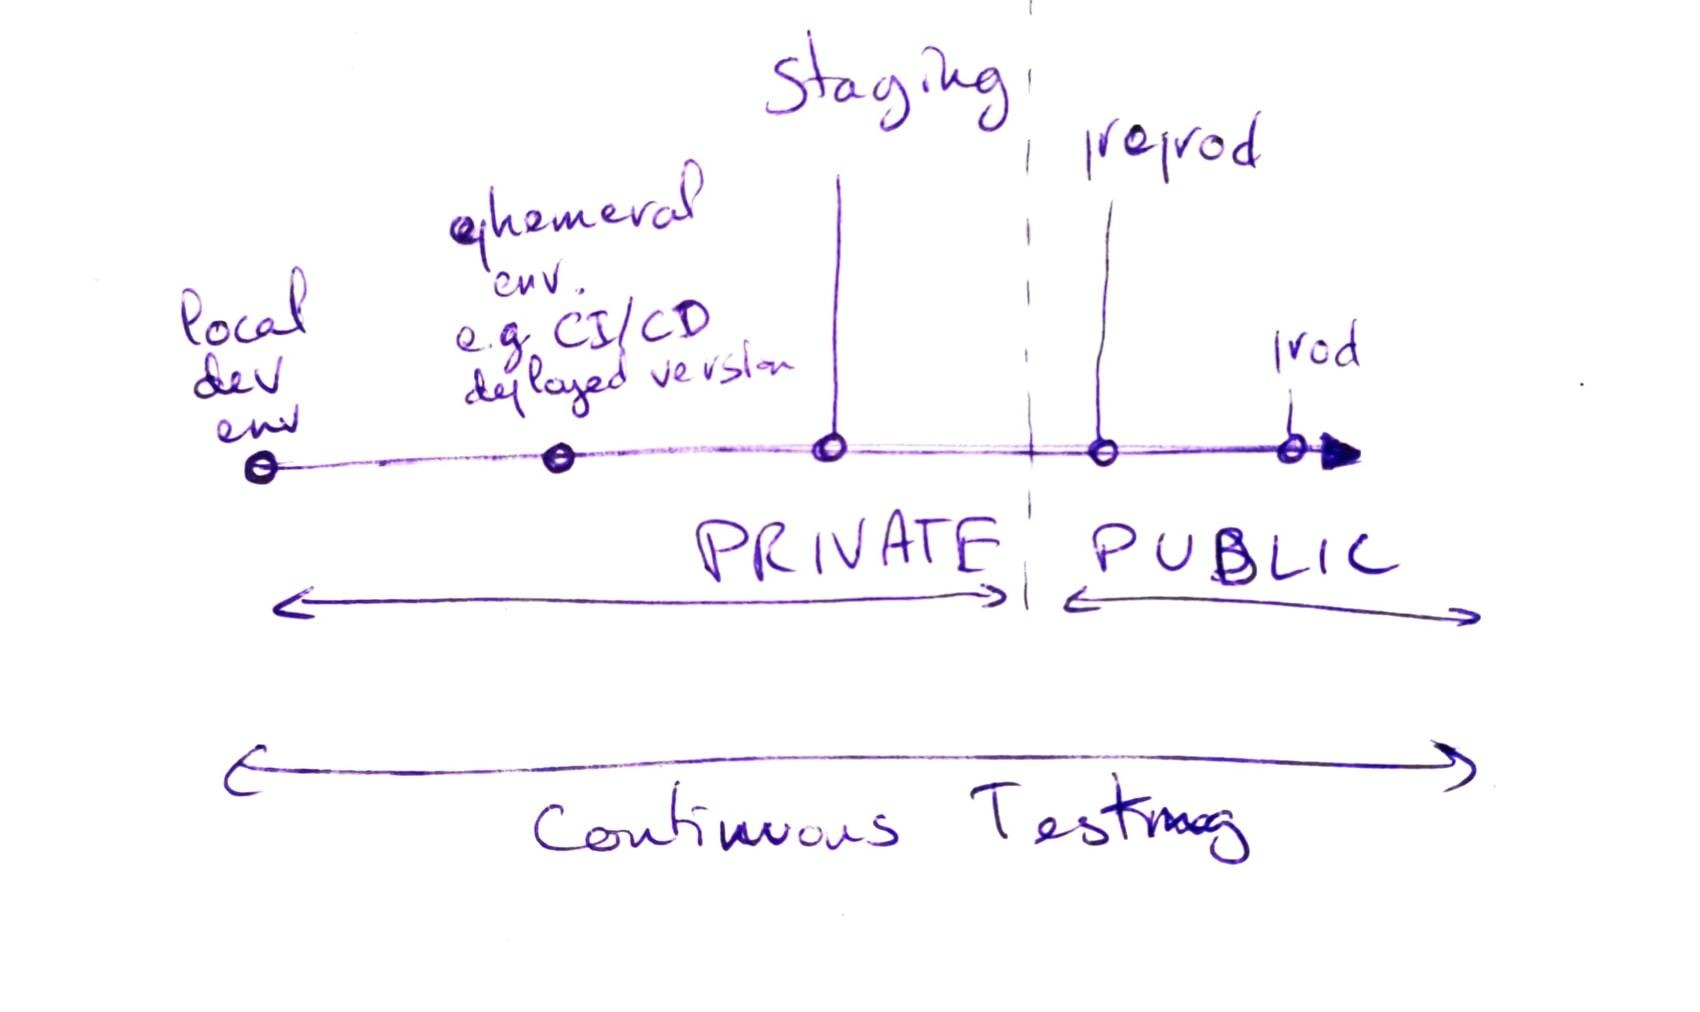 Staging
preprod
ephemeral
env.
e.g. CI/CD
deployed version
local
dev
env
prod
PRIVATE
PUBLIC
Continuous Testing